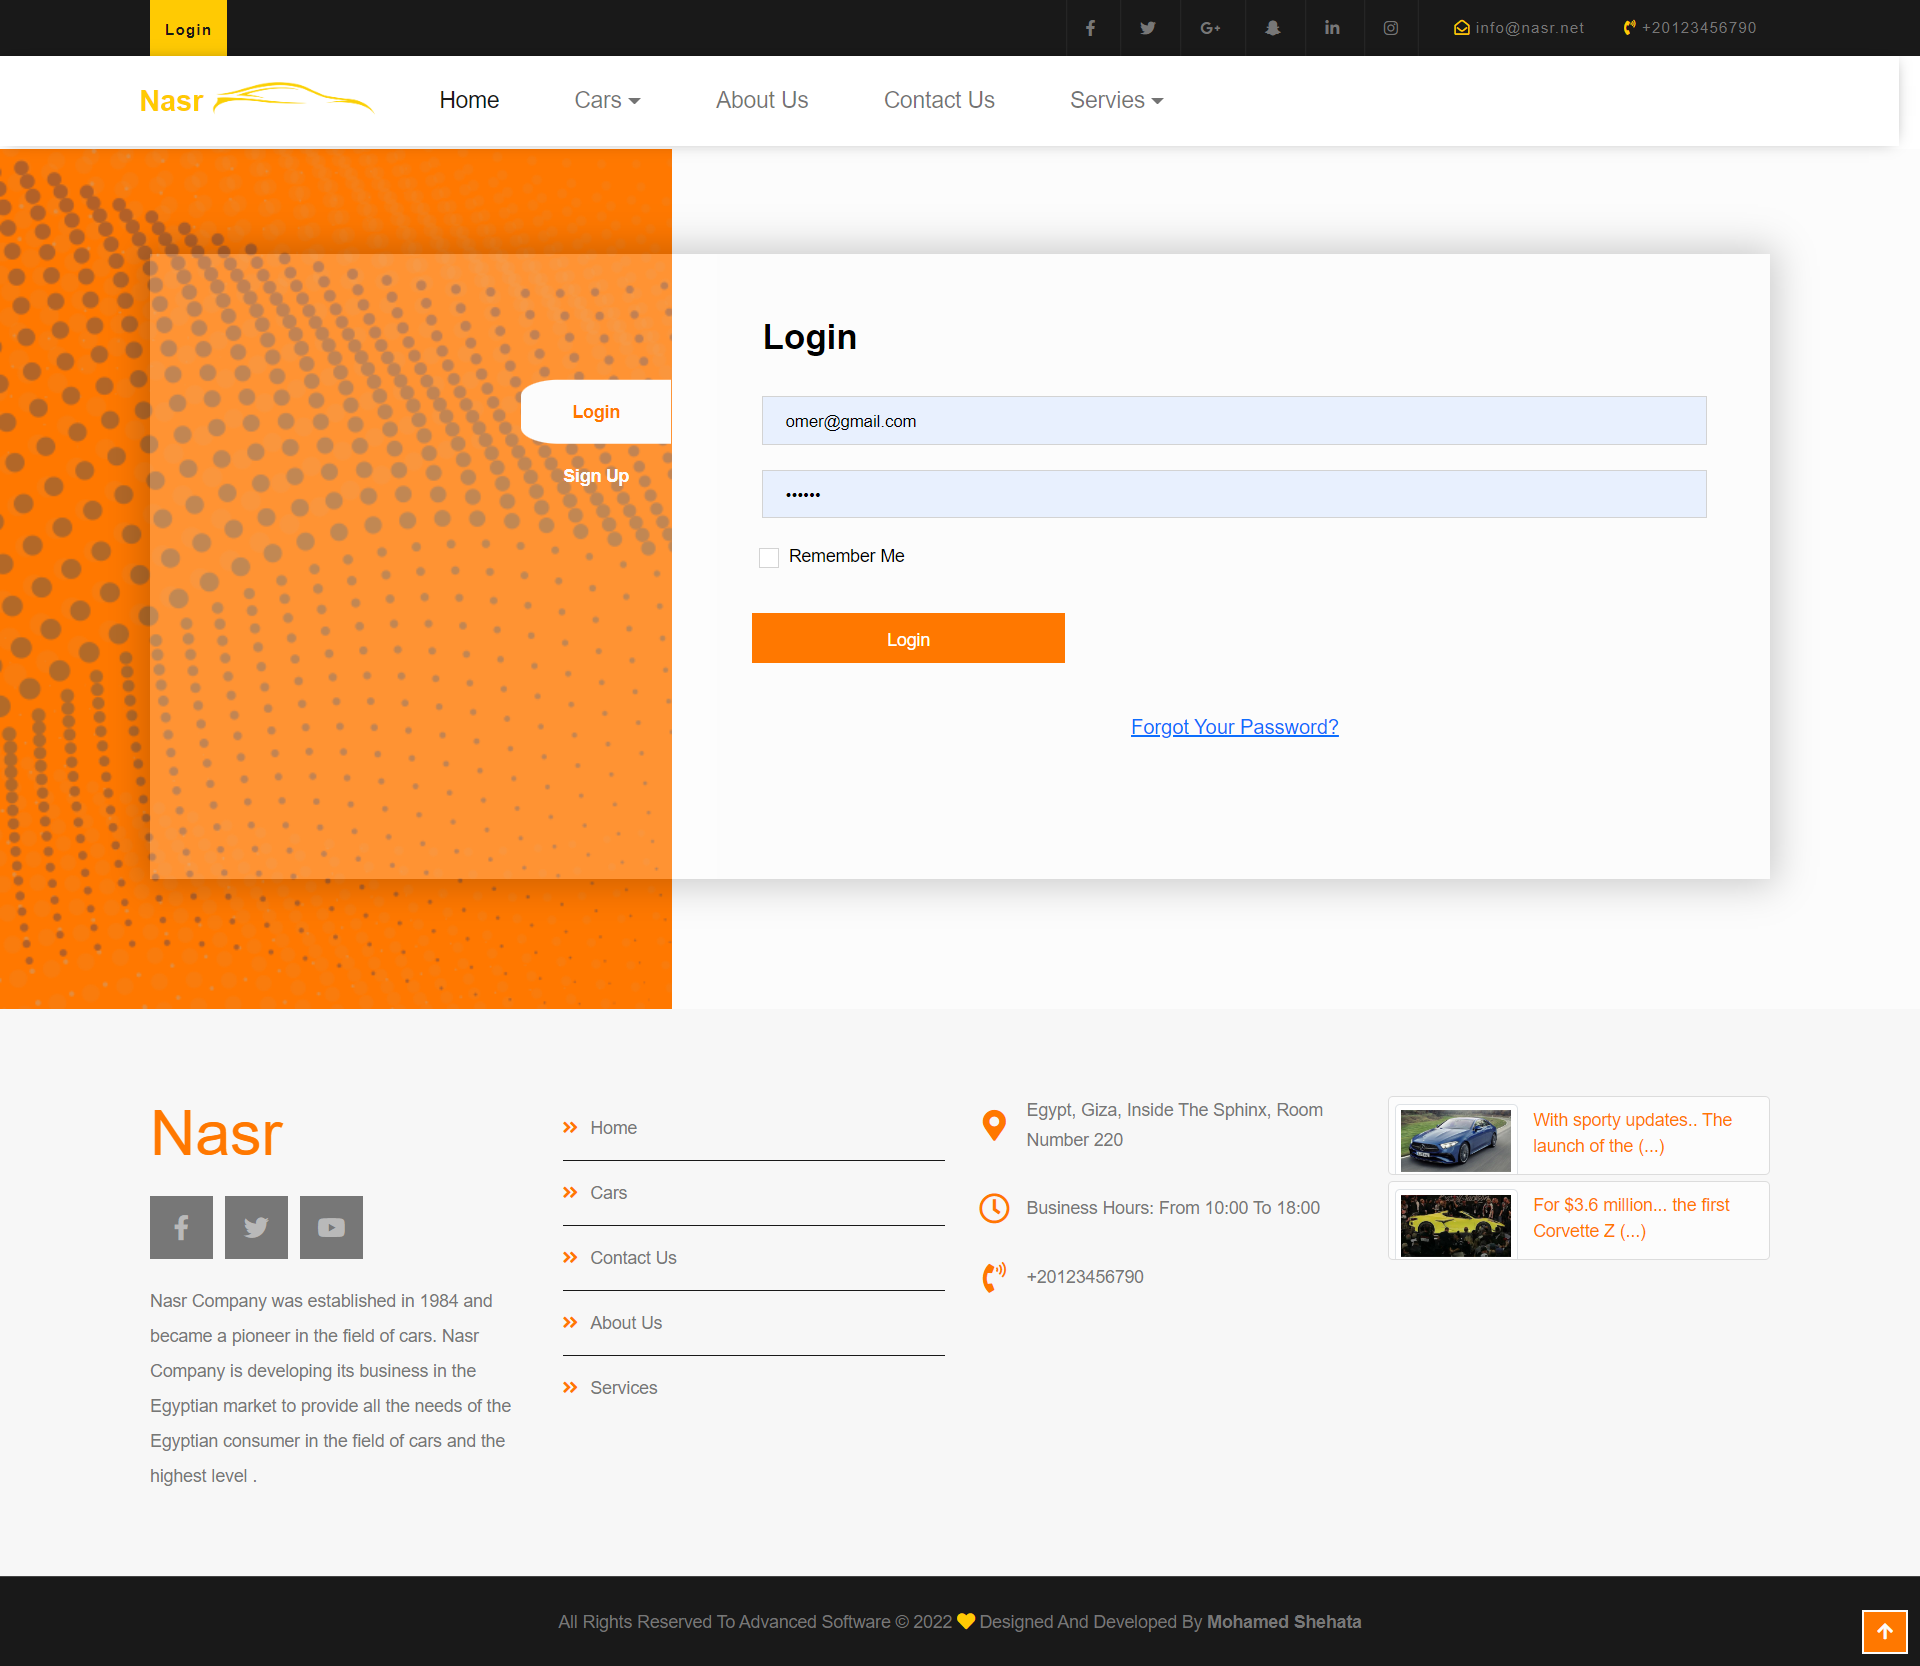 Login
info@nasr.net
+20123456790
Nasr
Home
Cars
About Us
Contact Us
Servies
Login
Sign Up
Login
omer@gmail.com
••••••
Remember Me
Login
Forgot Your Password?
Nasr
Nasr Company was established in 1984 and
became a pioneer in the field of cars. Nasr
Company is developing its business in the
Egyptian market to provide all the needs of the
Egyptian consumer in the field of cars and the
highest level .
Home
Cars
Contact Us
About Us
Services
Egypt, Giza, Inside The Sphinx, Room
Number 220
Business Hours: From 10:00 To 18:00
+20123456790
With sporty updates.. The
launch of the (...)
For $3.6 million... the first
Corvette Z (...)
All Rights Reserved To Advanced Software © 2022 Designed And Developed By Mohamed Shehata